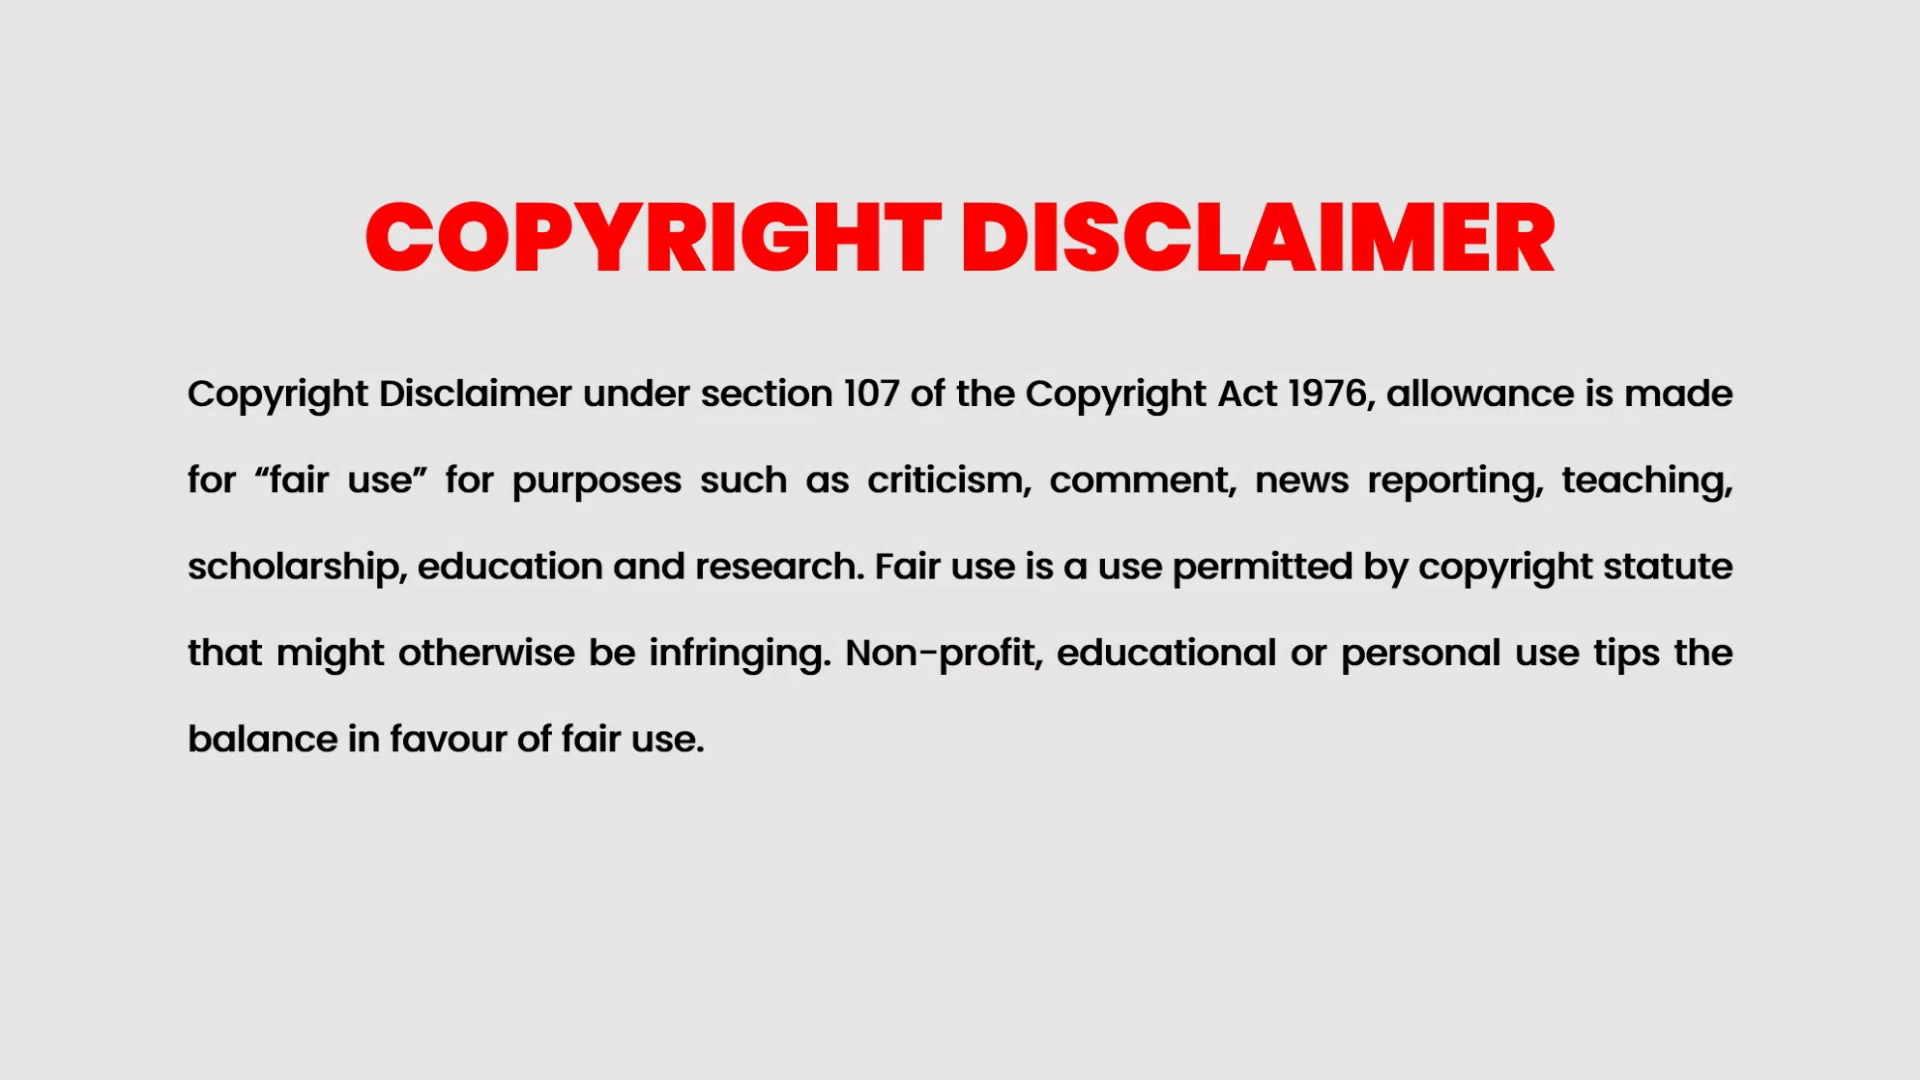 COPYRIGHT DISCLAIMER
Copyright Disclaimer under section 107 of the Copyright Act 1976, allowance is made
for “fair use” for purposes such as criticism, comment, news reporting, teaching,
scholarship, education and research. Fair use is a use permitted by copyright statute
that might otherwise be infringing. Non-profit, educational or personal use tips the
balance in favour of fair use.